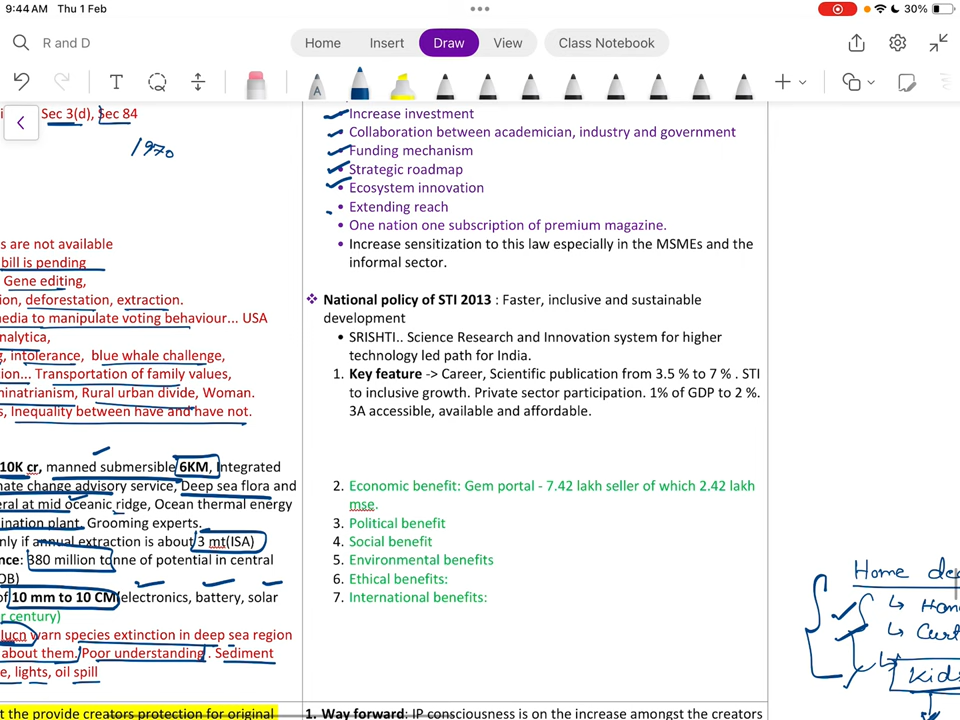 9:44 AM Thu 1 Feb
30%
R and D
Home Insert Draw View Class Notebook
Sec 3(d), Sec 84
1970
s are not available
bill is pending
Gene editing,
ion, deforestation, extraction.
nedia to manipulate voting behaviour... USA
nalytica,
g, intolerance, blue whale challenge,
ion... Transportation of family values,
minatrianism, Rural urban divide, Woman.
s, Inequality between have and have not.
10K cr, manned submersible 6KM, Integrated
nate change advisory service, Deep sea flora and
eral at mid oceanic ridge, Ocean thermal energy
ination plant. Grooming experts.
nly if annual extraction is about 3 mt(ISA)
nce: 380 million tonne of potential in central
OB)
of 10 mm to 10 CM(electronics, battery, solar
r century)
Iucn warn species extinction in deep sea region
about them. Poor understanding . Sediment
e, lights, oil spill
t the provide creators protection for original
• Increase investment
• Collaboration between academician, industry and government
• Funding mechanism
• Strategic roadmap
• Ecosystem innovation
• Extending reach
• One nation one subscription of premium magazine.
• Increase sensitization to this law especially in the MSMEs and the
informal sector.
❖ National policy of STI 2013 : Faster, inclusive and sustainable
development
• SRISHTI.. Science Research and Innovation system for higher
technology led path for India.
1. Key feature -> Career, Scientific publication from 3.5 % to 7 % . STI
to inclusive growth. Private sector participation. 1% of GDP to 2 %.
3A accessible, available and affordable.
2. Economic benefit: Gem portal - 7.42 lakh seller of which 2.42 lakh
mse.
3. Political benefit
4. Social benefit
5. Environmental benefits
6. Ethical benefits:
7. International benefits:
1. Way forward: IP consciousness is on the increase amongst the creators
Home dec
↳ Hom
↳ Curt
↳ Kids